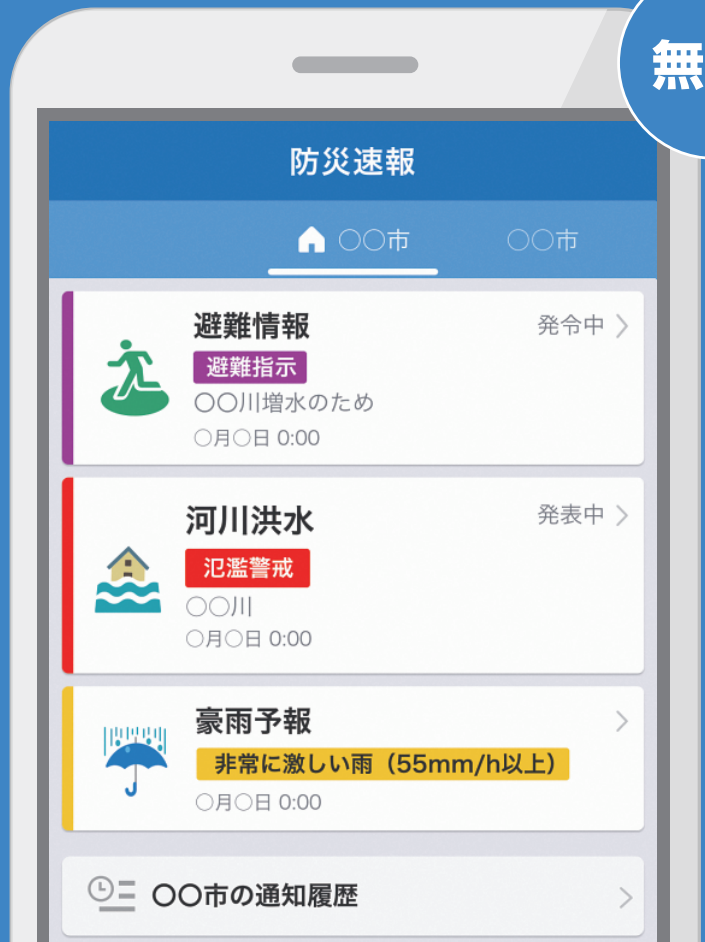 無
防災速報
〇〇市
〇〇市
避難情報
発令中
避難指示
〇〇川増水のため
〇月〇日 0:00
河川洪水
発表中
氾濫警戒
〇〇川
〇月〇日 0:00
豪雨予報
非常に激しい雨（55mm/h以上）
〇月〇日 0:00
〇〇市の通知履歴